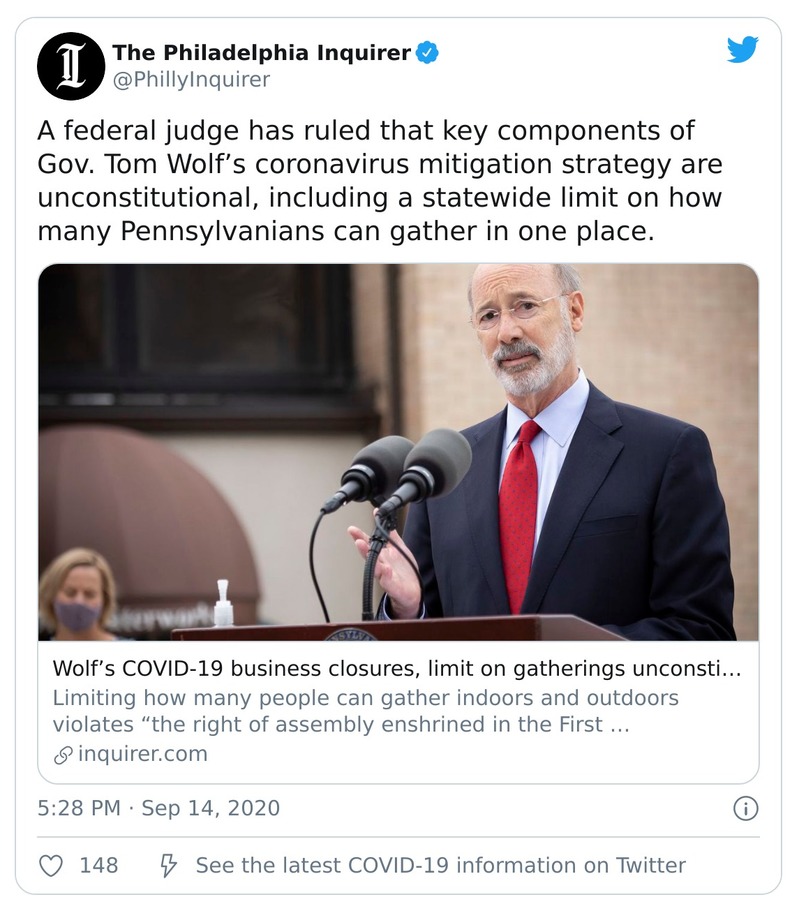 The Philadelphia Inquirer
@PhillyInquirer
A federal judge has ruled that key components of
Gov. Tom Wolf’s coronavirus mitigation strategy are
unconstitutional, including a statewide limit on how
many Pennsylvanians can gather in one place.
Wolf’s COVID-19 business closures, limit on gatherings unconsti…
Limiting how many people can gather indoors and outdoors
violates “the right of assembly enshrined in the First …
inquirer.com
5:28 PM · Sep 14, 2020
148
See the latest COVID-19 information on Twitter